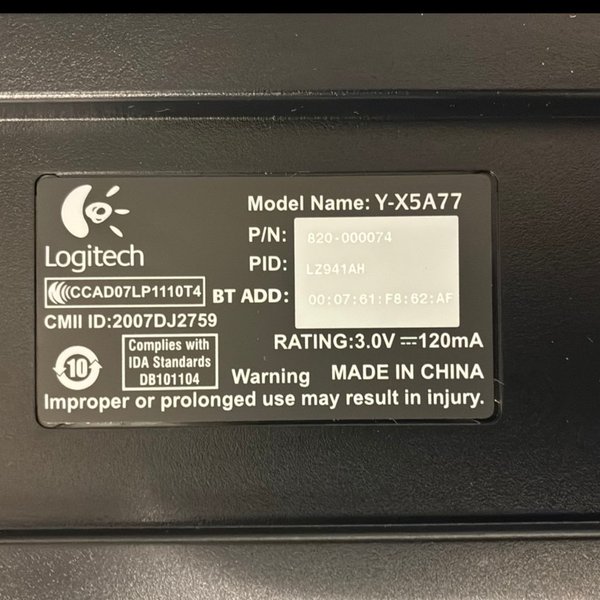 Logitech
Model Name: Y-X5A77
P/N: 820-000074
PID: LZ941AH
BT ADD: 00:07:61:F8:62:AF
CCAD07LP1110T4
CMII ID:2007DJ2759
RATING:3.0V⎓120mA
10
Complies with
IDA Standards
DB101104
Warning MADE IN CHINA
Improper or prolonged use may result in injury.